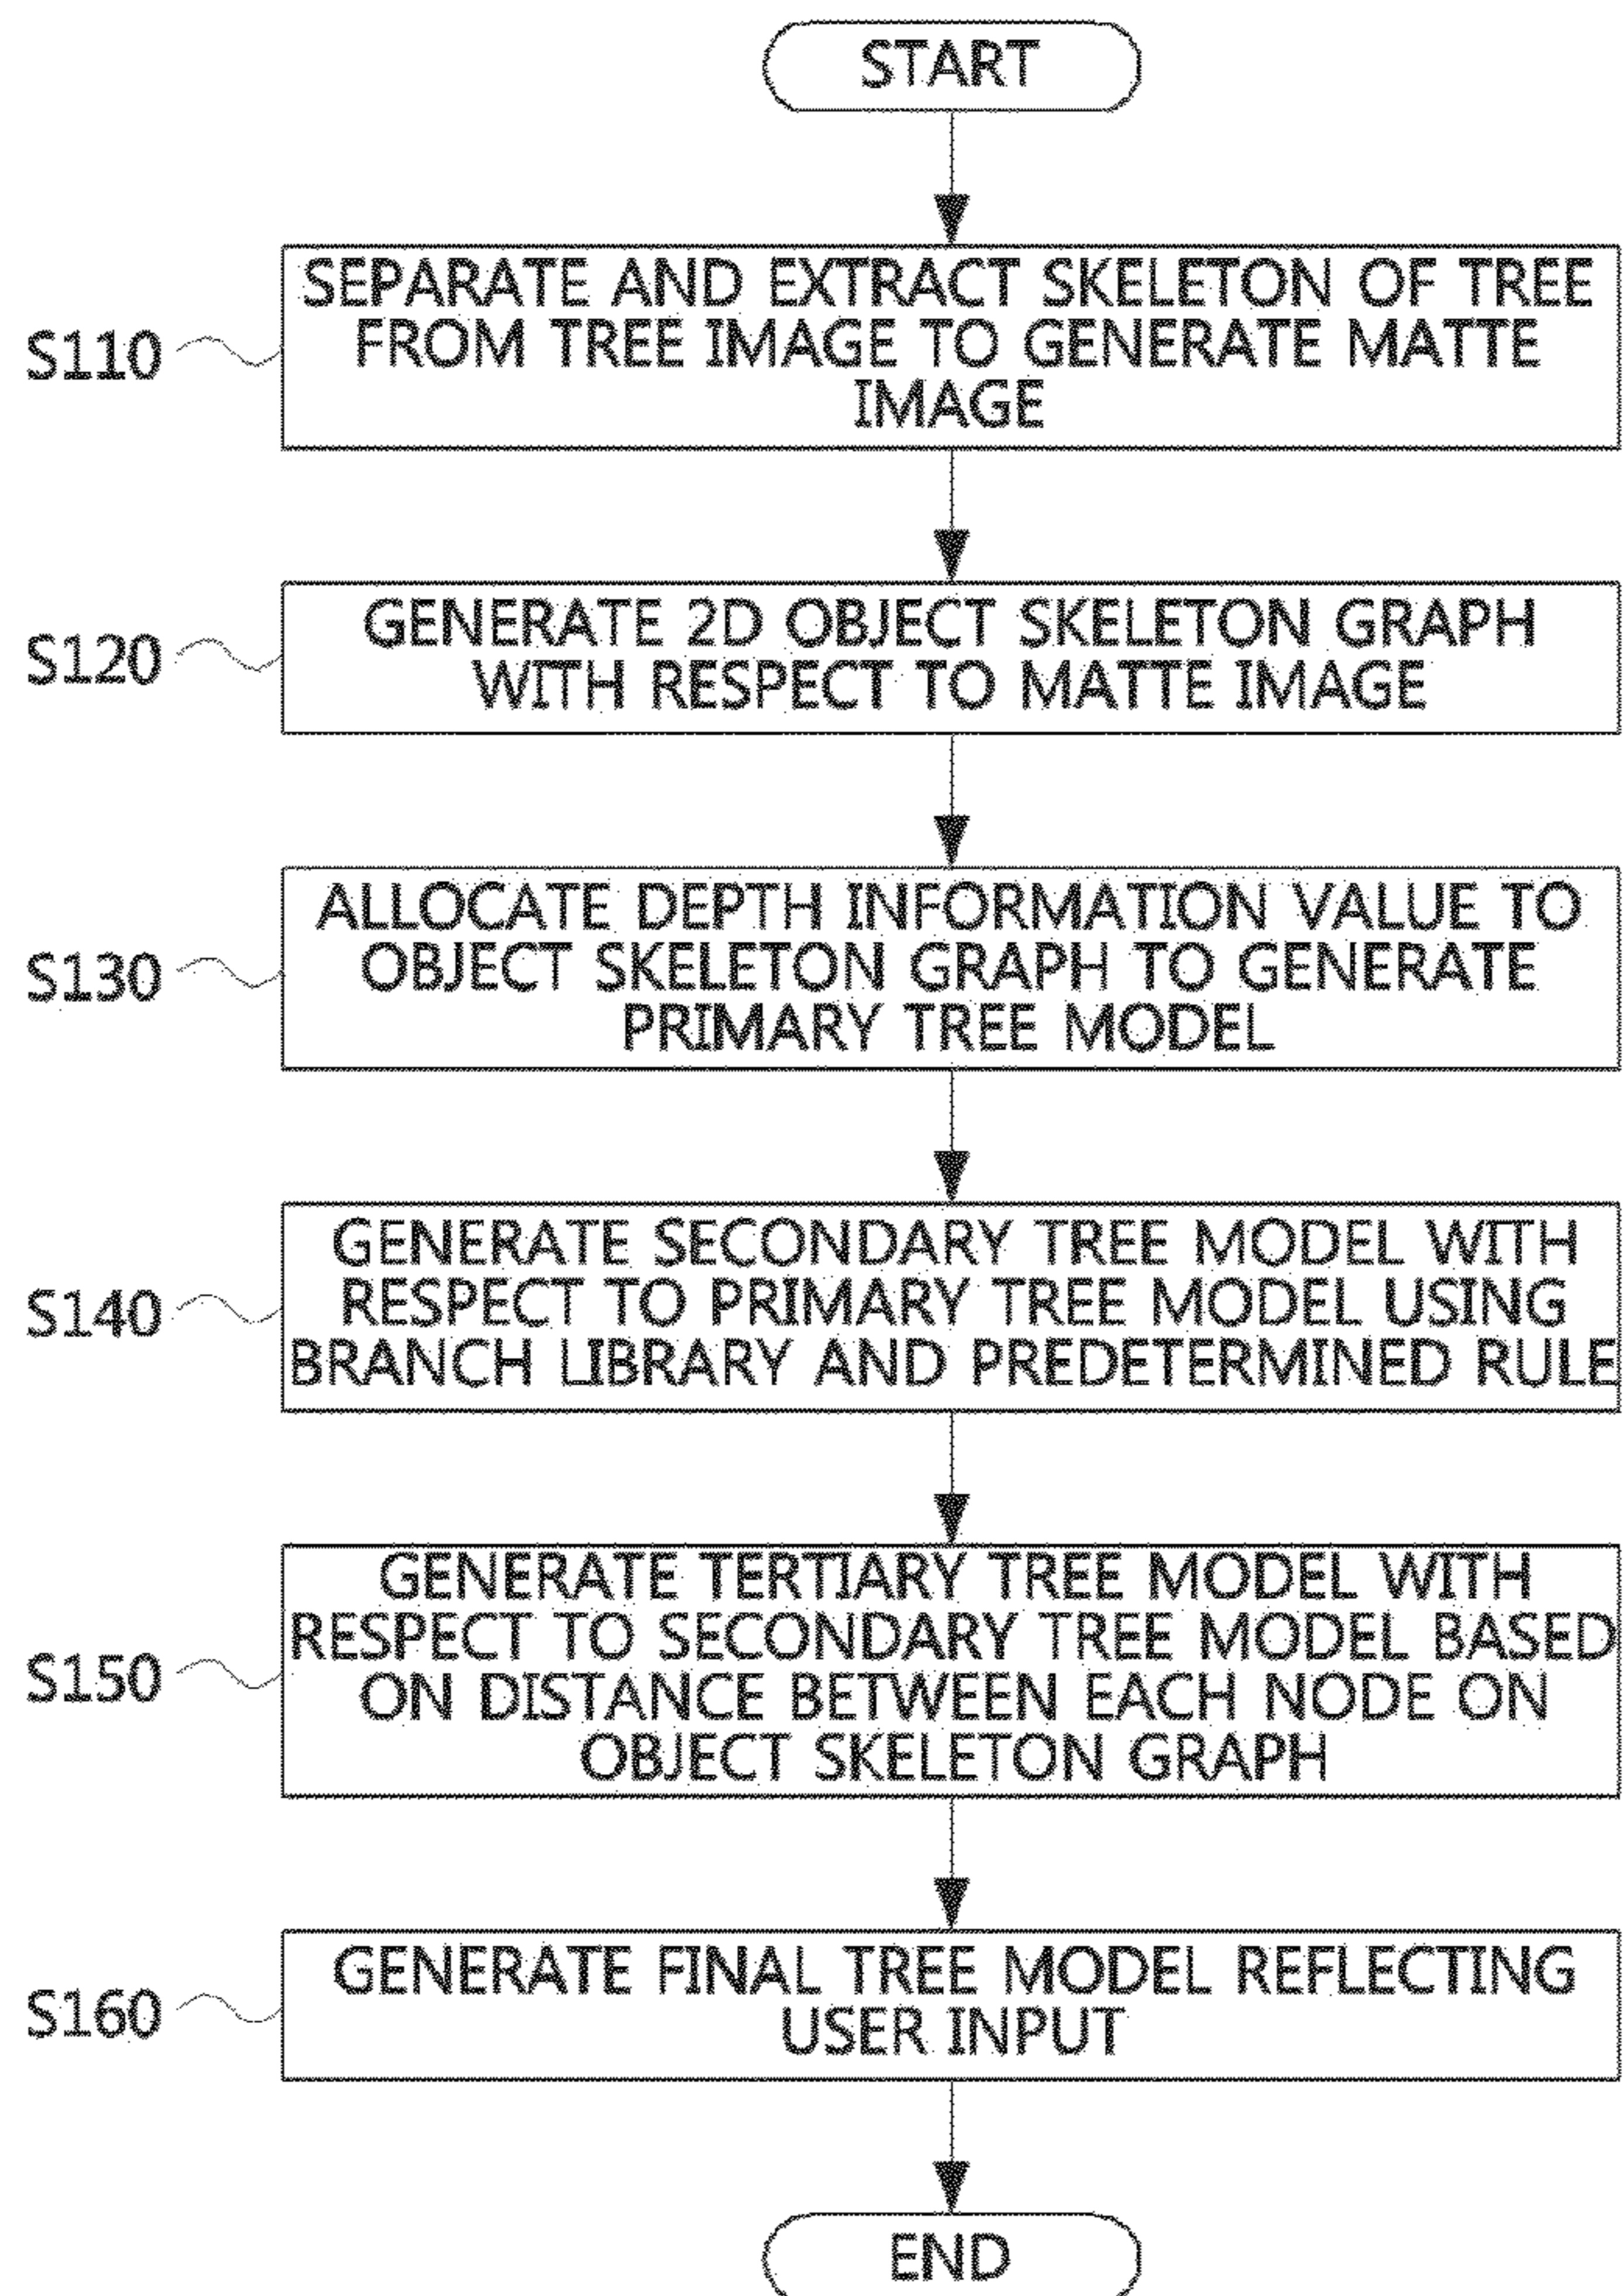 START
SEPARATE AND EXTRACT SKELETON OF TREE
FROM TREE IMAGE TO GENERATE MATTE
IMAGE
S110
GENERATE 2D OBJECT SKELETON GRAPH
WITH RESPECT TO MATTE IMAGE
S120
ALLOCATE DEPTH INFORMATION VALUE TO
OBJECT SKELETON GRAPH TO GENERATE
PRIMARY TREE MODEL
S130
GENERATE SECONDARY TREE MODEL WITH
RESPECT TO PRIMARY TREE MODEL USING
BRANCH LIBRARY AND PREDETERMINED RULE
S140
GENERATE TERTIARY TREE MODEL WITH
RESPECT TO SECONDARY TREE MODEL BASED
ON DISTANCE BETWEEN EACH NODE ON
OBJECT SKELETON GRAPH
S150
GENERATE FINAL TREE MODEL REFLECTING
USER INPUT
S160
END